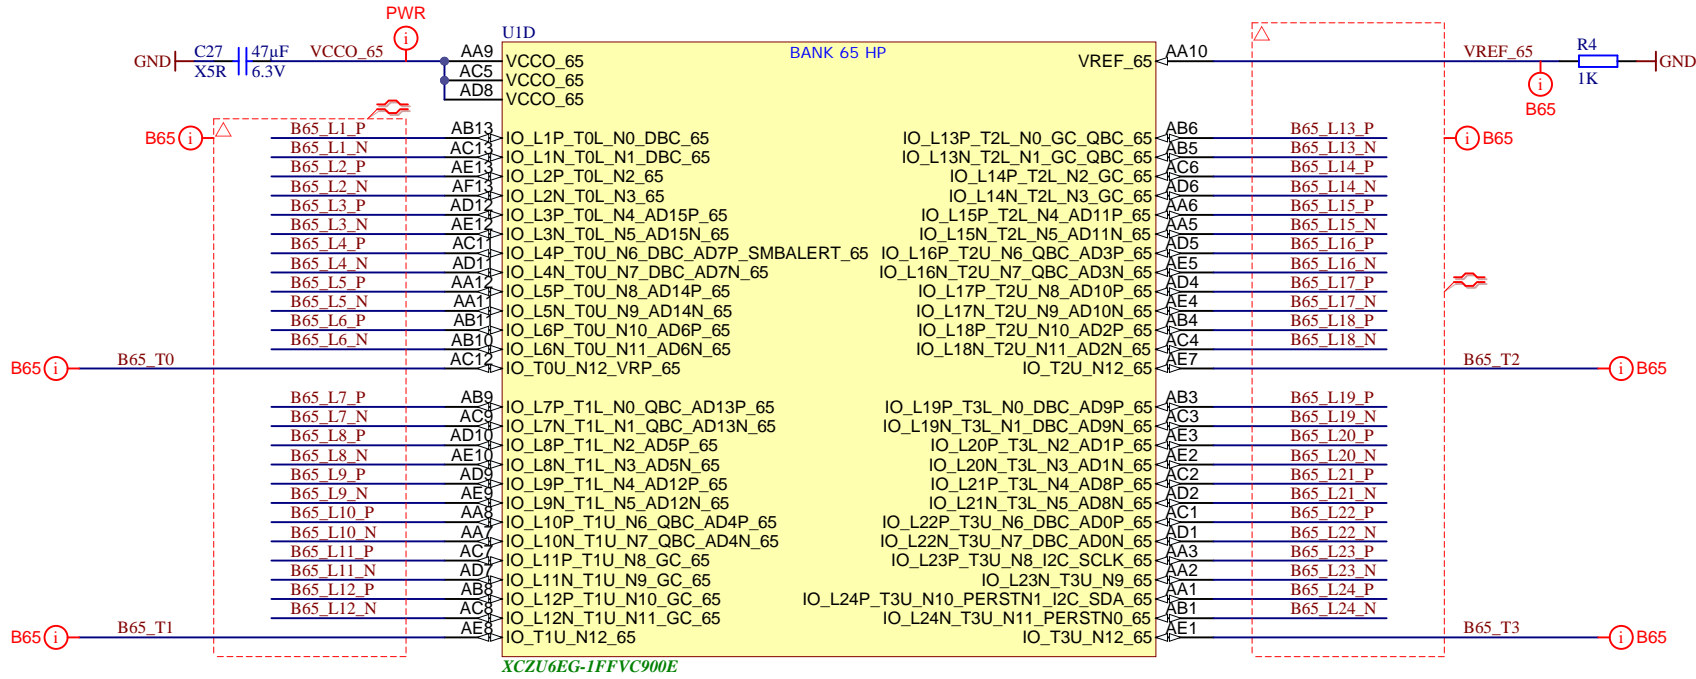 PWR
U1D
BANK 65 HP
GND C27 47µF VCCO_65 AA9 VCCO_65 VREF_65 AA10 VREF_65 R4 GND
X5R 6.3V AC5 VCCO_65 1K
AD8 VCCO_65 B65
B65 B65_L1_P AB13 IO_L1P_T0L_N0_DBC_65 IO_L13P_T2L_N0_GC_QBC_65 AB6 B65_L13_P B65
B65_L1_N AC13 IO_L1N_T0L_N1_DBC_65 IO_L13N_T2L_N1_GC_QBC_65 AB5 B65_L13_N
B65_L2_P AE13 IO_L2P_T0L_N2_65 IO_L14P_T2L_N2_GC_65 AC6 B65_L14_P
B65_L2_N AF13 IO_L2N_T0L_N3_65 IO_L14N_T2L_N3_GC_65 AD6 B65_L14_N
B65_L3_P AD12 IO_L3P_T0L_N4_AD15P_65 IO_L15P_T2L_N4_AD11P_65 AA6 B65_L15_P
B65_L3_N AE12 IO_L3N_T0L_N5_AD15N_65 IO_L15N_T2L_N5_AD11N_65 AA5 B65_L15_N
B65_L4_P AC11 IO_L4P_T0U_N6_DBC_AD7P_SMBALERT_65 IO_L16P_T2U_N6_QBC_AD3P_65 AD5 B65_L16_P
B65_L4_N AD11 IO_L4N_T0U_N7_DBC_AD7N_65 IO_L16N_T2U_N7_QBC_AD3N_65 AE5 B65_L16_N
B65_L5_P AA12 IO_L5P_T0U_N8_AD14P_65 IO_L17P_T2U_N8_AD10P_65 AD4 B65_L17_P
B65_L5_N AA11 IO_L5N_T0U_N9_AD14N_65 IO_L17N_T2U_N9_AD10N_65 AE4 B65_L17_N
B65_L6_P AB11 IO_L6P_T0U_N10_AD6P_65 IO_L18P_T2U_N10_AD2P_65 AB4 B65_L18_P
B65_L6_N AB10 IO_L6N_T0U_N11_AD6N_65 IO_L18N_T2U_N11_AD2N_65 AC4 B65_L18_N
B65 B65_T0 AC12 IO_T0U_N12_VRP_65 IO_T2U_N12_65 AE7 B65_T2 B65
B65_L7_P AB9 IO_L7P_T1L_N0_QBC_AD13P_65 IO_L19P_T3L_N0_DBC_AD9P_65 AB3 B65_L19_P
B65_L7_N AC9 IO_L7N_T1L_N1_QBC_AD13N_65 IO_L19N_T3L_N1_DBC_AD9N_65 AC3 B65_L19_N
B65_L8_P AD10 IO_L8P_T1L_N2_AD5P_65 IO_L20P_T3L_N2_AD1P_65 AE3 B65_L20_P
B65_L8_N AE10 IO_L8N_T1L_N3_AD5N_65 IO_L20N_T3L_N3_AD1N_65 AE2 B65_L20_N
B65_L9_P AD9 IO_L9P_T1L_N4_AD12P_65 IO_L21P_T3L_N4_AD8P_65 AC2 B65_L21_P
B65_L9_N AE9 IO_L9N_T1L_N5_AD12N_65 IO_L21N_T3L_N5_AD8N_65 AD2 B65_L21_N
B65_L10_P AA8 IO_L10P_T1U_N6_QBC_AD4P_65 IO_L22P_T3U_N6_DBC_AD0P_65 AC1 B65_L22_P
B65_L10_N AA7 IO_L10N_T1U_N7_QBC_AD4N_65 IO_L22N_T3U_N7_DBC_AD0N_65 AD1 B65_L22_N
B65_L11_P AC7 IO_L11P_T1U_N8_GC_65 IO_L23P_T3U_N8_I2C_SCLK_65 AA3 B65_L23_P
B65_L11_N AD7 IO_L11N_T1U_N9_GC_65 IO_L23N_T3U_N9_65 AA2 B65_L23_N
B65_L12_P AB8 IO_L12P_T1U_N10_GC_65 IO_L24P_T3U_N10_PERSTN1_I2C_SDA_65 AA1 B65_L24_P
B65_L12_N AC8 IO_L12N_T1U_N11_GC_65 IO_L24N_T3U_N11_PERSTN0_65 AB1 B65_L24_N
B65 B65_T1 AE8 IO_T1U_N12_65 IO_T3U_N12_65 AE1 B65_T3 B65
XCZU6EG-1FFVC900E